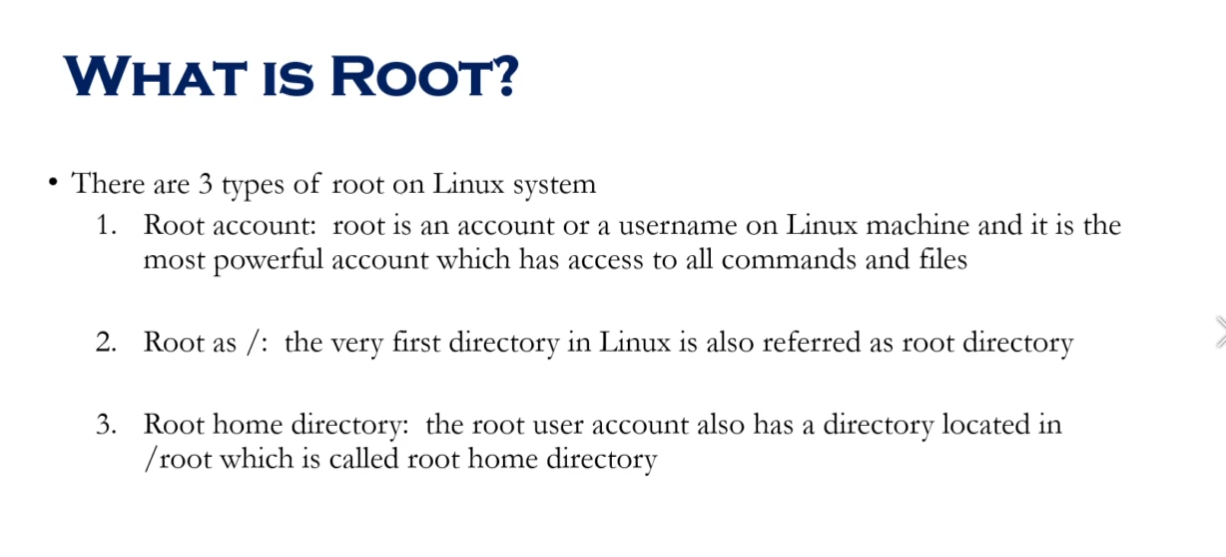 WHAT IS ROOT?
• There are 3 types of root on Linux system
1. Root account: root is an account or a username on Linux machine and it is the
most powerful account which has access to all commands and files
2. Root as /: the very first directory in Linux is also referred as root directory
3. Root home directory: the root user account also has a directory located in
/root which is called root home directory